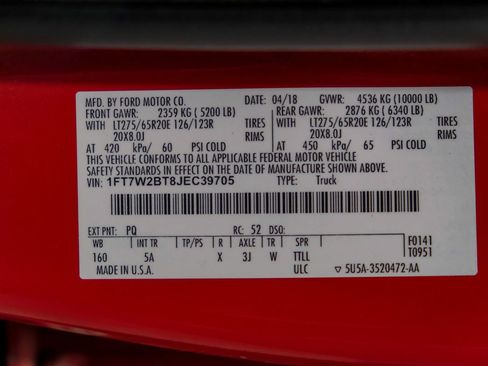 MFD. BY FORD MOTOR CO. DATE: 04/18 GVWR: 4536 KG (10000 LB)
FRONT GAWR: 2359 KG (5200 LB) REAR GAWR: 2876 KG (6340 LB)
WITH LT275/65R20E 126/123R TIRES WITH LT275/65R20E 126/123R TIRES
20X8.0J RIMS 20X8.0J RIMS
AT 420 kPa/ 60 PSI COLD AT 450 kPa/ 65 PSI COLD
THIS VEHICLE CONFORMS TO ALL APPLICABLE FEDERAL MOTOR VEHICLE
SAFETY STANDARDS IN EFFECT ON THE DATE OF MANUFACTURE SHOWN ABOVE.
VIN: 1FT7W2BT8JEC39705 TYPE: Truck
EXT PNT: PQ RC: 52 DSO:
WB INT TR TP/PS R AXLE TR SPR F0141
160 5A X 3J W TTLL T0951
MADE IN U.S.A. ULC ▽ 5U5A-3520472-AA